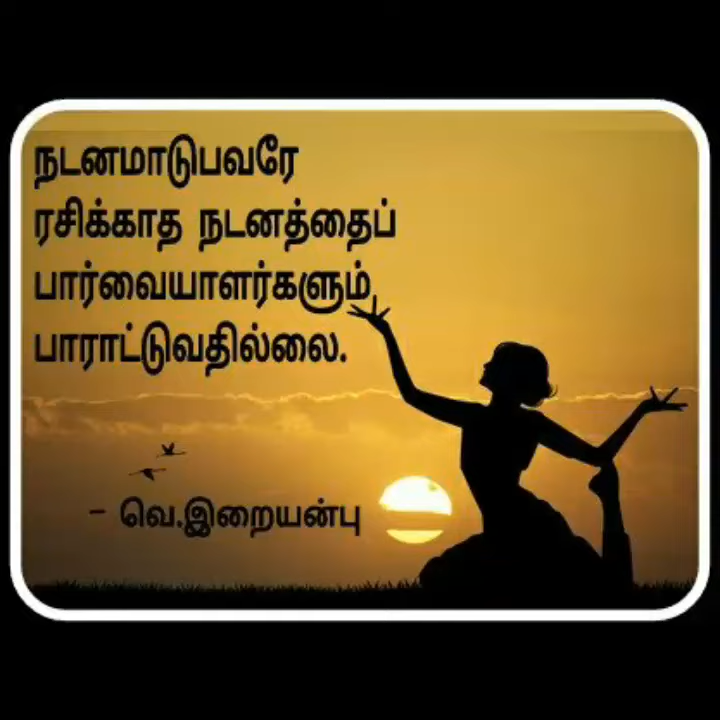 நடனமாடுபவரே
ரசிக்காத நடனத்தைப்
பார்வையாளர்களும்
பாராட்டுவதில்லை.
- வெ.இறையன்பு